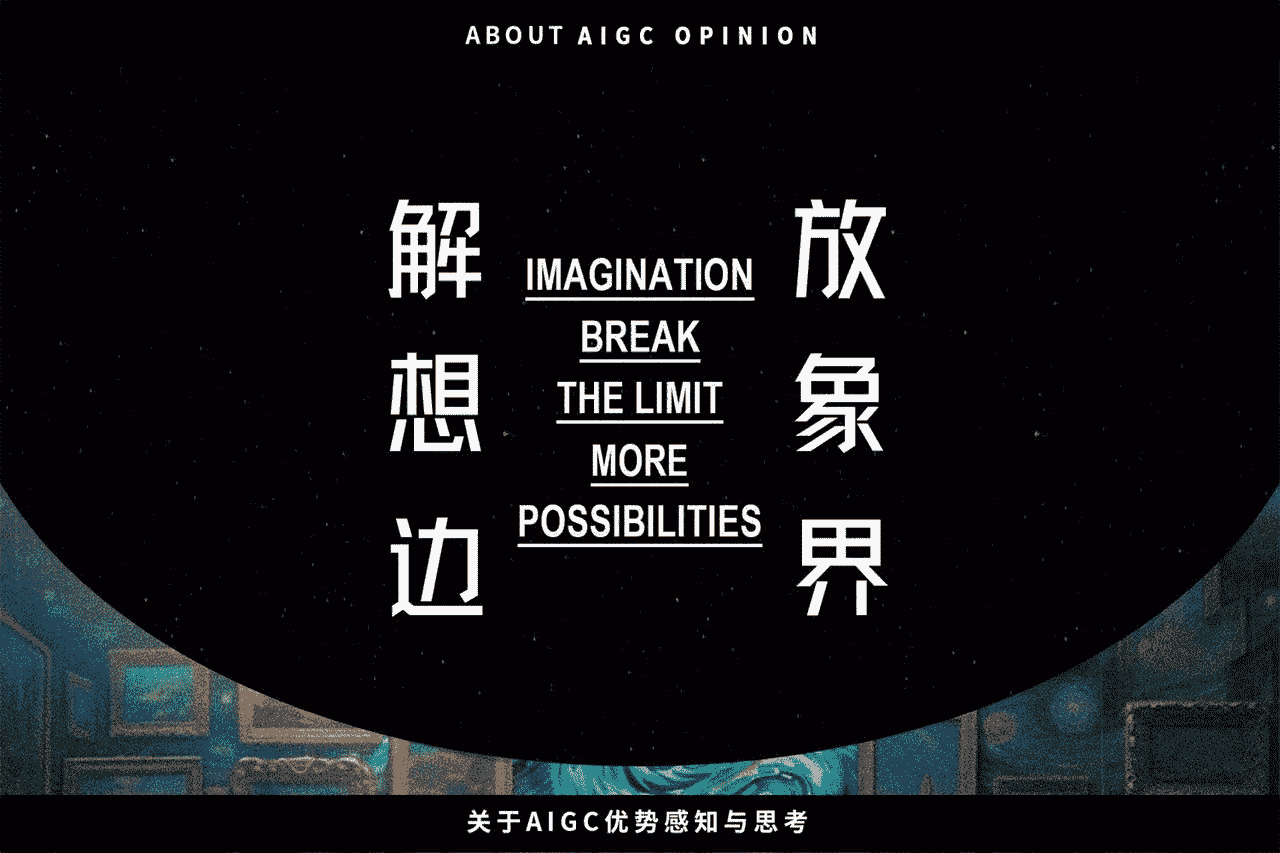 ABOUT AIGC OPINION
解放
想象
边界
IMAGINATION
BREAK
THE LIMIT
MORE
POSSIBILITIES
关于AIGC优势感知与思考